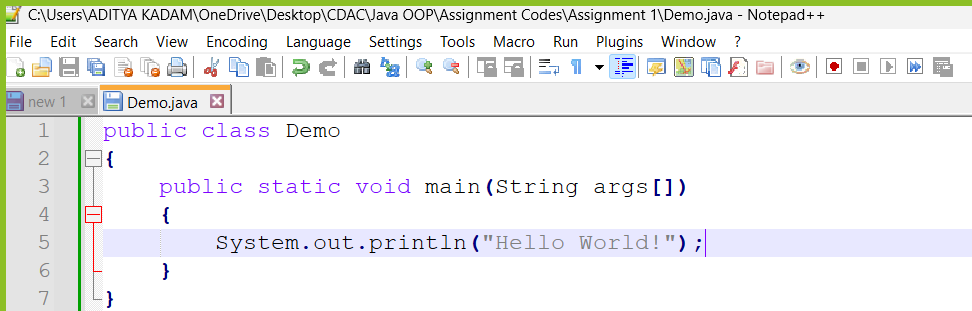 C:\Users\ADITYA KADAM\OneDrive\Desktop\CDAC\Java OOP\Assignment Codes\Assignment 1\Demo.java - Notepad++
File Edit Search View Encoding Language Settings Tools Macro Run Plugins Window ?
new 1 Demo.java
1 public class Demo
2 {
3 public static void main(String args[])
4 {
5 System.out.println("Hello World!");
6 }
7 }